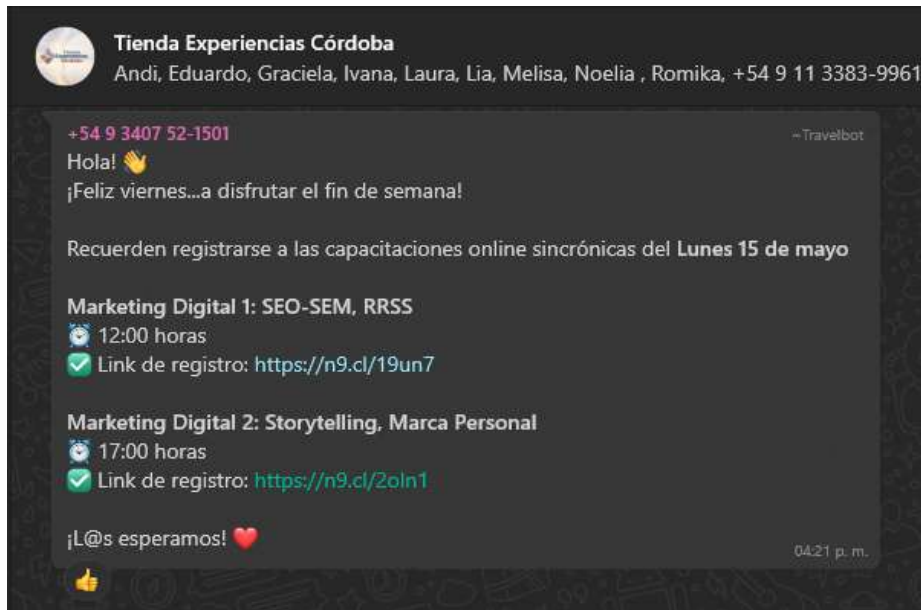 Tienda Experiencias Córdoba
Andi, Eduardo, Graciela, Ivana, Laura, Lia, Melisa, Noelia , Romika, +54 9 11 3383-9961
+54 9 3407 52-1501
~Travelbot
Hola! 👋
¡Feliz viernes...a disfrutar el fin de semana!
Recuerden registrarse a las capacitaciones online sincrónicas del Lunes 15 de mayo
Marketing Digital 1: SEO-SEM, RRSS
⏰ 12:00 horas
✅ Link de registro: https://n9.cl/19un7
Marketing Digital 2: Storytelling, Marca Personal
⏰ 17:00 horas
✅ Link de registro: https://n9.cl/2oln1
¡L@s esperamos! ❤️
04:21 p. m.
👍